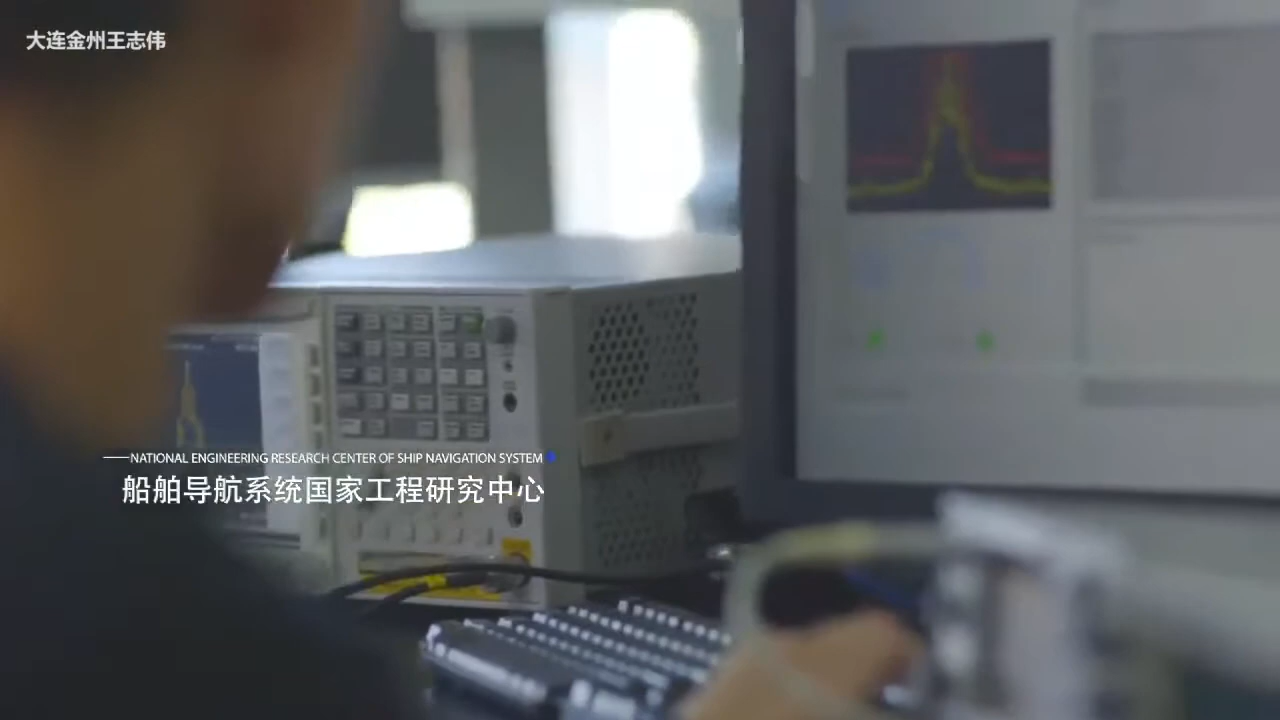 大连金州王志伟
NATIONAL ENGINEERING RESEARCH CENTER OF SHIP NAVIGATION SYSTEM
船舶导航系统国家工程研究中心